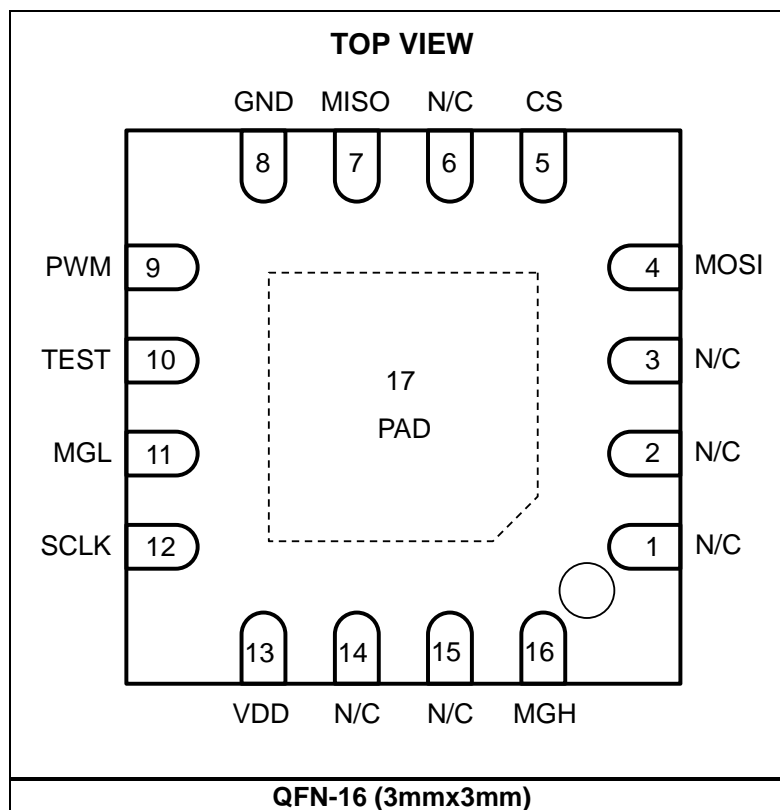 TOP VIEW
GND MISO N/C CS
8 7 6 5
PWM 9 4 MOSI
TEST 10 3 N/C
17
PAD
MGL 11 2 N/C
SCLK 12 1 N/C
13 14 15 16
VDD N/C N/C MGH
QFN-16 (3mmx3mm)